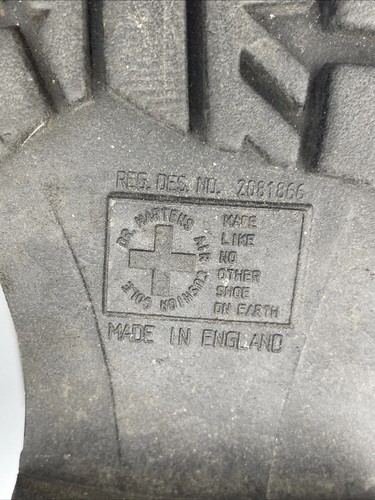 REG. DES. NO. 2081866
DR. MARTENS AIR CUSHION SOLE
MADE
LIKE
NO
OTHER
SHOE
ON EARTH
MADE IN ENGLAND